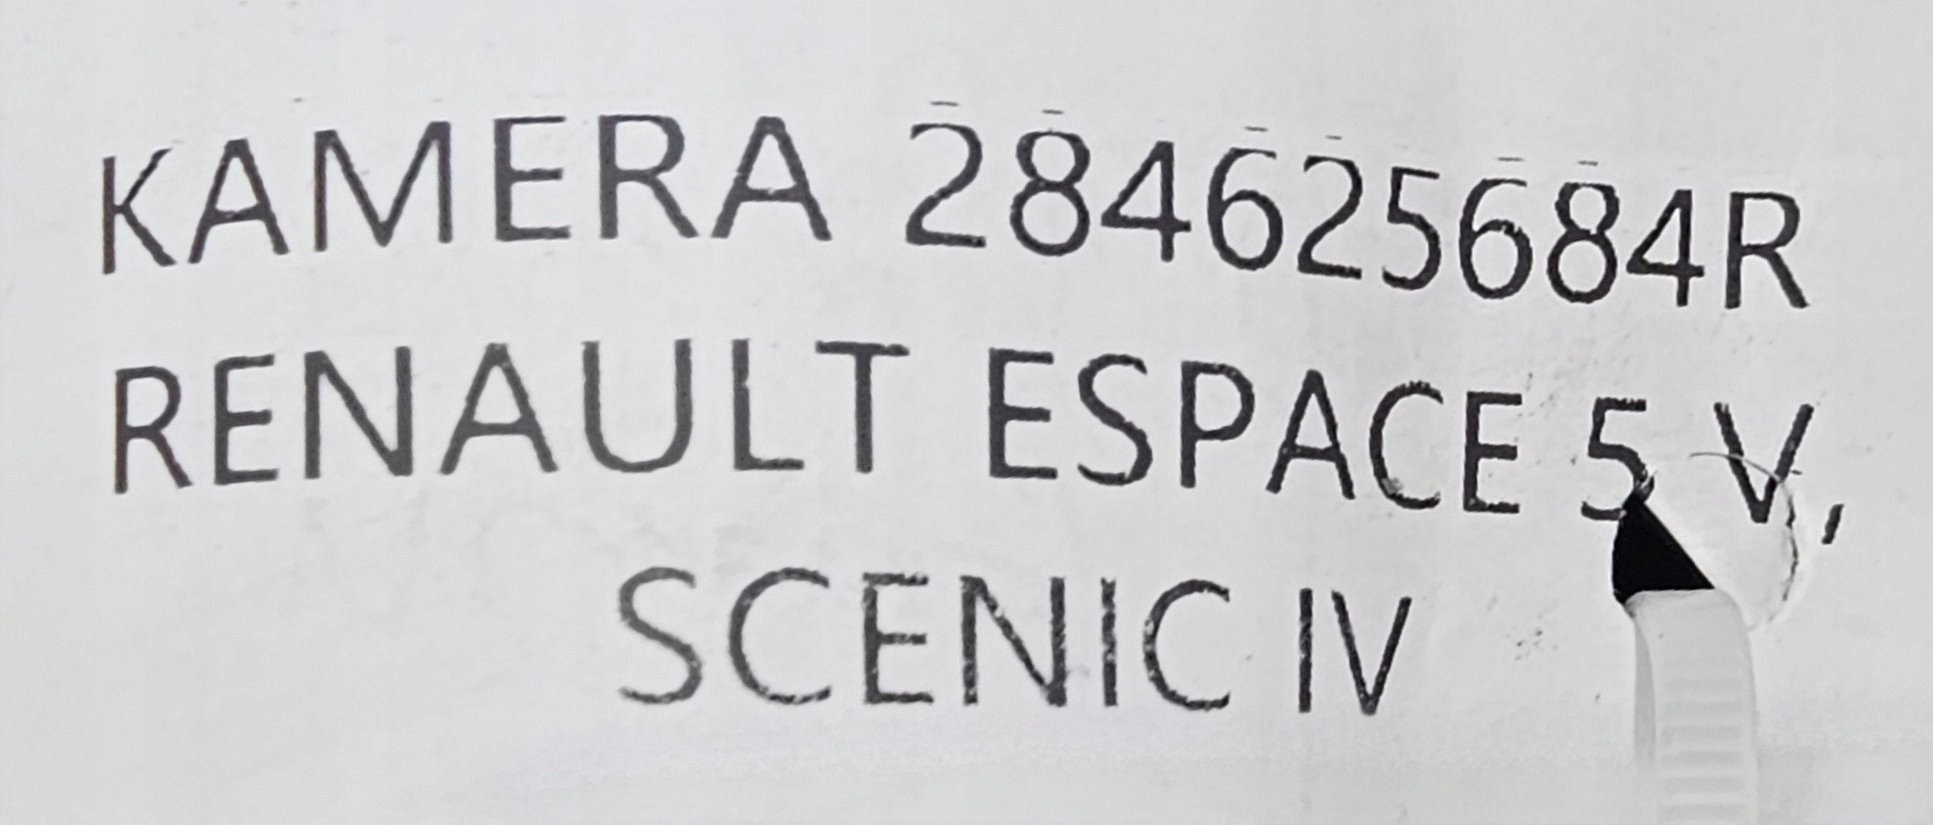 KAMERA 284625684R
RENAULT ESPACE 5 V,
SCENIC IV